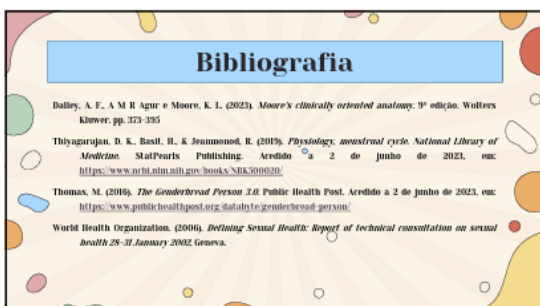 Bibliografia
Dalley, A. F., A M R Agur e Moore, K. L. (2023). Moore's clinically oriented anatomy. 9ª edição. Wolters
Kluwer. pp. 373-395
Thiyagarajan, D. K., Basit, H., & Jeanmonod, R. (2019). Physiology, menstrual cycle. National Library of
Medicine. StatPearls Publishing. Acedido a 2 de junho de 2023, em:
https://www.ncbi.nlm.nih.gov/books/NBK500020/
Thomas, M. (2016). The Genderbread Person 3.0. Public Health Post. Acedido a 2 de junho de 2023, em:
https://www.publichealthpost.org/databyte/genderbread-person/
World Health Organization. (2006). Defining Sexual Health: Report of technical consultation on sexual
health 28-31 January 2002, Geneva.